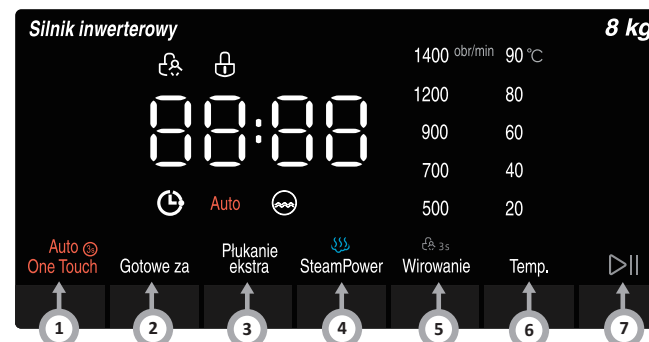 Silnik inwerterowy
8 kg
1400 obr/min 90 °C
1200 80
88:88
900 60
700 40
Auto
500 20
Auto 3s
One Touch
Gotowe za
Płukanie
ekstra
SteamPower
3s
Wirowanie
Temp.
1 2 3 4 5 6 7